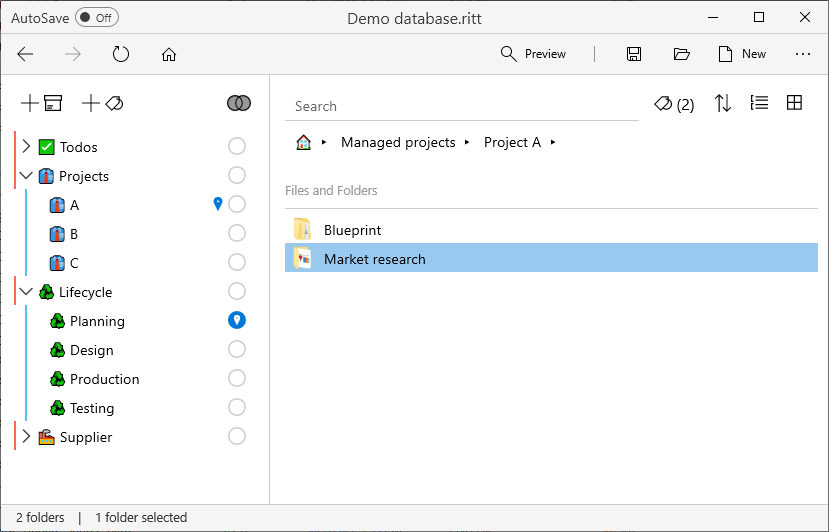 AutoSave Off Demo database.ritt
Preview New
Search (2)
Managed projects Project A
Files and Folders
Blueprint
Market research
Todos
Projects
A
B
C
Lifecycle
Planning
Design
Production
Testing
Supplier
2 folders | 1 folder selected